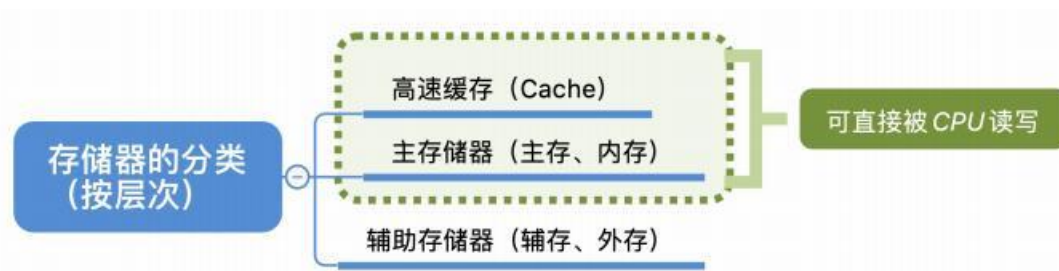 高速缓存（Cache）
存储器的分类
（按层次）
主存储器（主存、内存）
可直接被CPU读写
辅助存储器（辅存、外存）